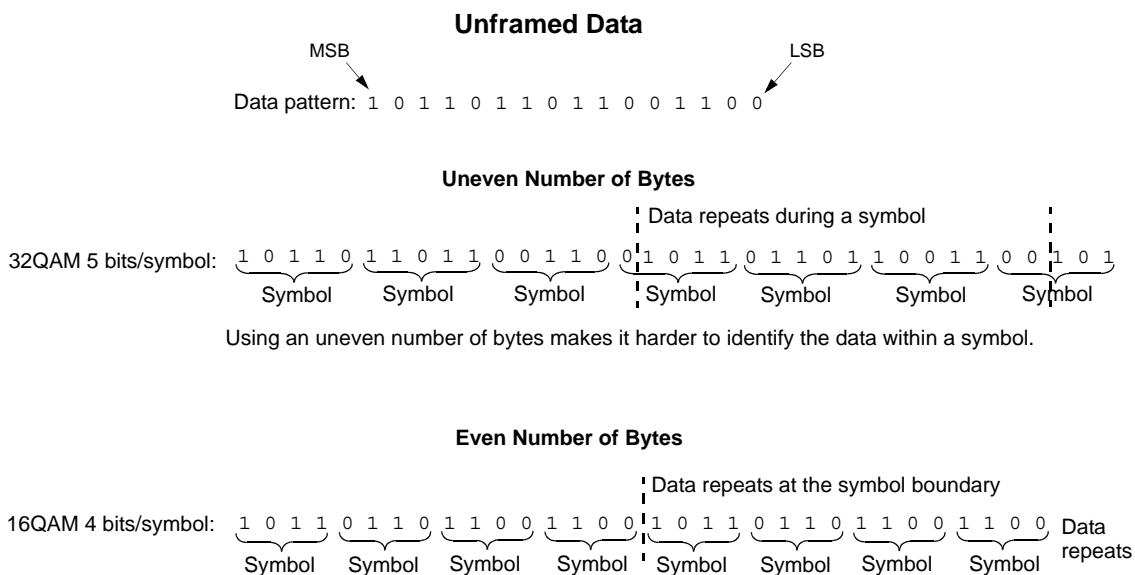 Unframed Data
MSB LSB
Data pattern: 1 0 1 1 0 1 1 0 1 1 0 0 1 1 0 0
Uneven Number of Bytes
Data repeats during a symbol
32QAM 5 bits/symbol: 1 0 1 1 0 1 1 0 1 1 0 0 1 1 0 0 1 0 1 1 0 1 1 0 1 1 0 0 1 1 0 0 1 0 1
Symbol Symbol Symbol Symbol Symbol Symbol Symbol
Using an uneven number of bytes makes it harder to identify the data within a symbol.
Even Number of Bytes
Data repeats at the symbol boundary
16QAM 4 bits/symbol: 1 0 1 1 0 1 1 0 1 1 0 0 1 1 0 0 1 0 1 1 0 1 1 0 1 1 0 0 1 1 0 0 Data
repeats
Symbol Symbol Symbol Symbol Symbol Symbol Symbol Symbol